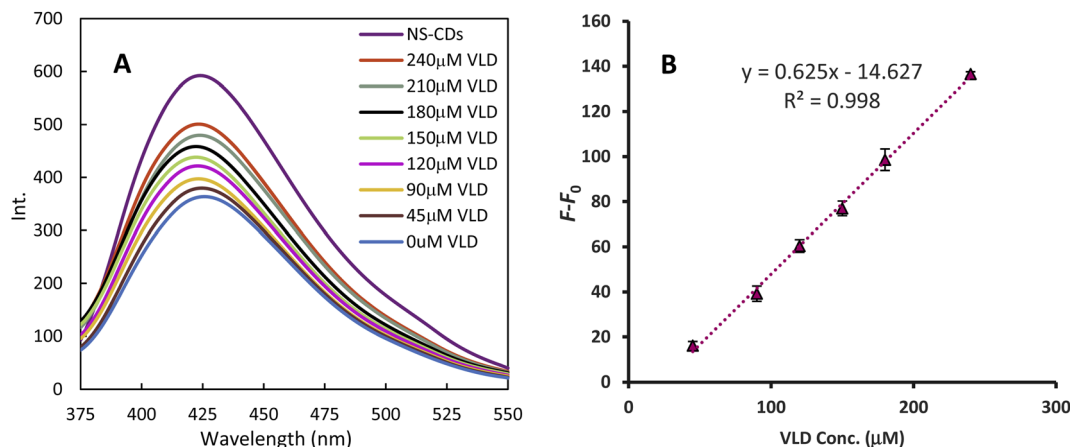 A
700
600
500
400
300
200
100
0
Int.
375 400 425 450 475 500 525 550
Wavelength (nm)
NS-CDs
240μM VLD
210μM VLD
180μM VLD
150μM VLD
120μM VLD
90μM VLD
45μM VLD
0uM VLD
B
y = 0.625x - 14.627
R² = 0.998
160
140
120
100
80
60
40
20
0
F-F₀
0 100 200 300
VLD Conc. (μM)